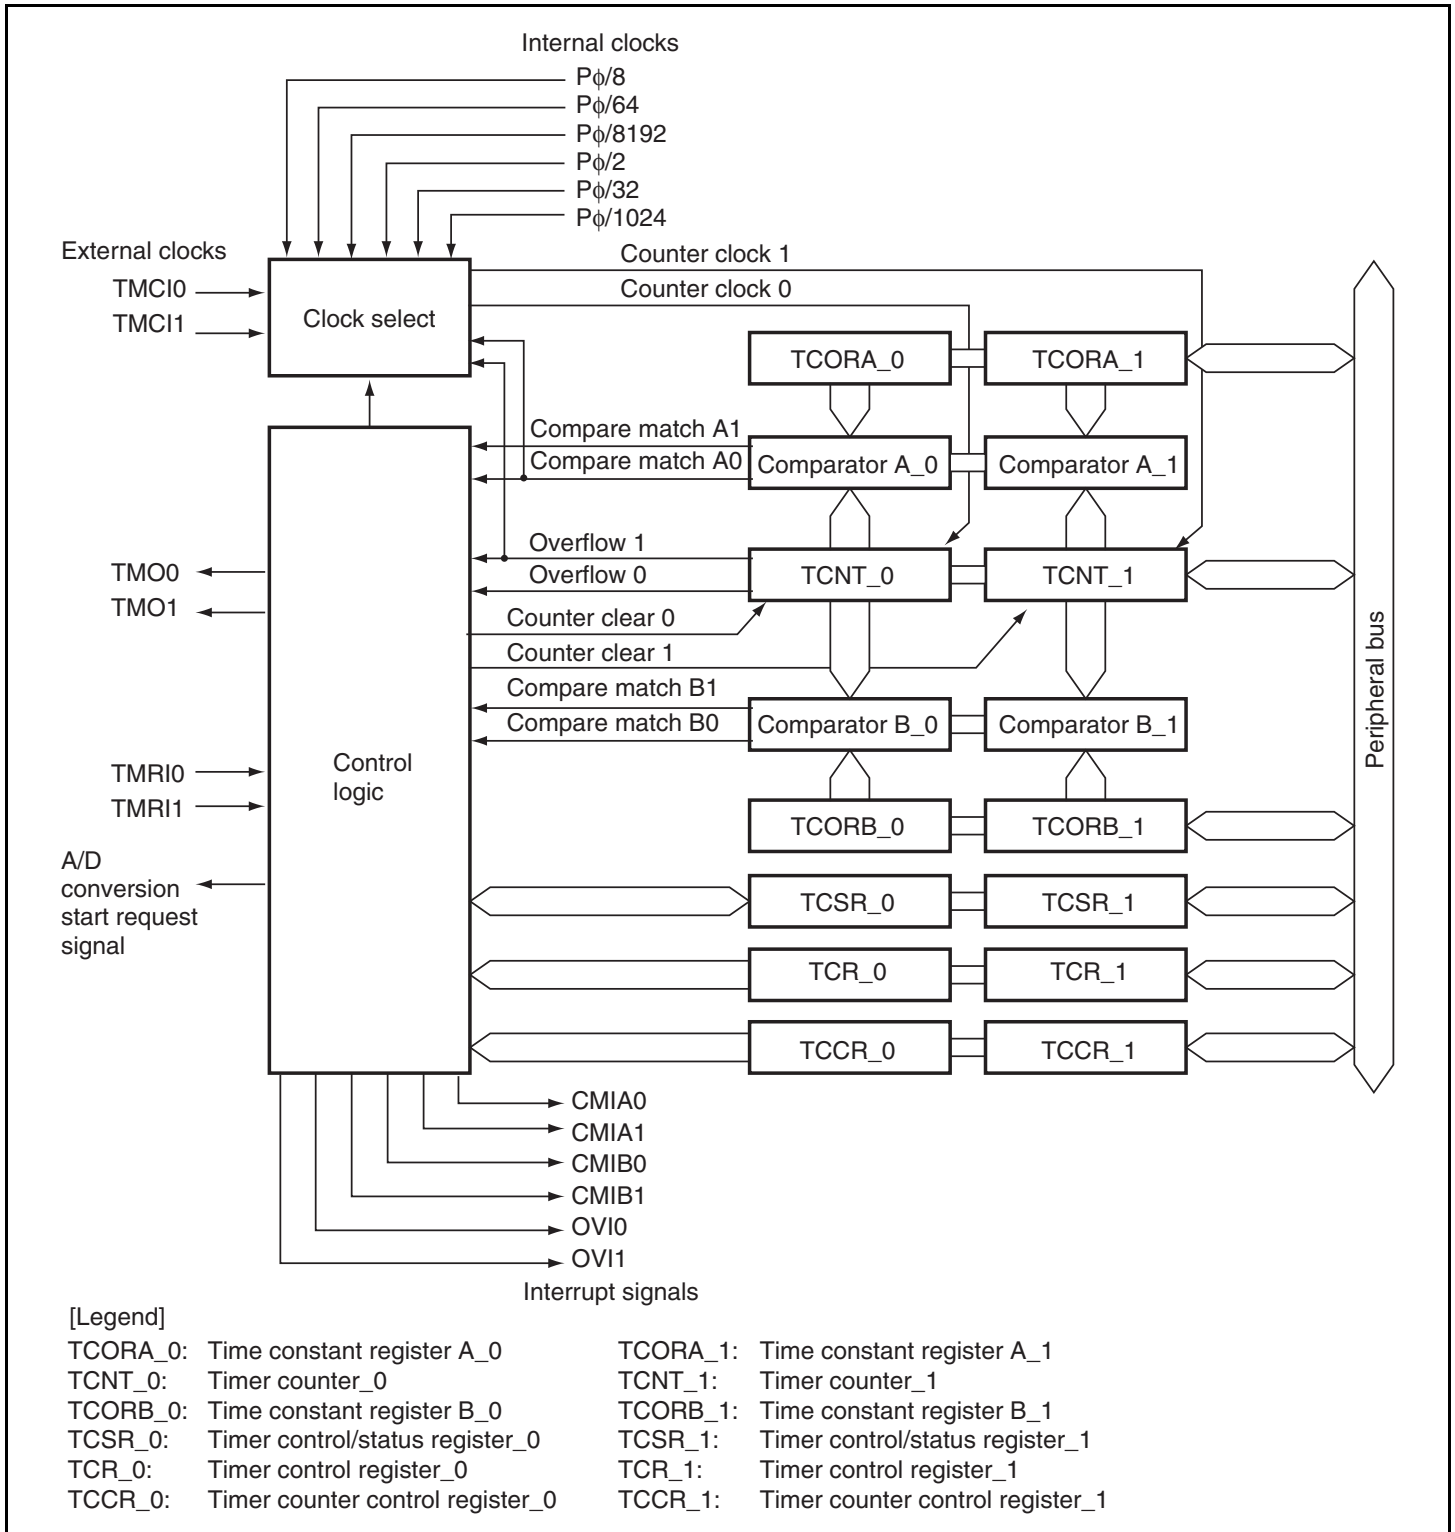 Internal clocks
Pϕ/8
Pϕ/64
Pϕ/8192
Pϕ/2
Pϕ/32
Pϕ/1024
External clocks
TMCI0
TMCI1
Clock select
Counter clock 1
Counter clock 0
TCORA_0
TCORA_1
Compare match A1
Compare match A0
Comparator A_0
Comparator A_1
TMO0
TMO1
Overflow 1
Overflow 0
TCNT_0
TCNT_1
Counter clear 0
Counter clear 1
Compare match B1
Compare match B0
Comparator B_0
Comparator B_1
Peripheral bus
Control
logic
TMRI0
TMRI1
TCORB_0
TCORB_1
A/D
conversion
start request
signal
TCSR_0
TCSR_1
TCR_0
TCR_1
TCCR_0
TCCR_1
CMIA0
CMIA1
CMIB0
CMIB1
OVI0
OVI1
Interrupt signals
[Legend]
TCORA_0: Time constant register A_0 TCORA_1: Time constant register A_1
TCNT_0: Timer counter_0 TCNT_1: Timer counter_1
TCORB_0: Time constant register B_0 TCORB_1: Time constant register B_1
TCSR_0: Timer control/status register_0 TCSR_1: Timer control/status register_1
TCR_0: Timer control register_0 TCR_1: Timer control register_1
TCCR_0: Timer counter control register_0 TCCR_1: Timer counter control register_1